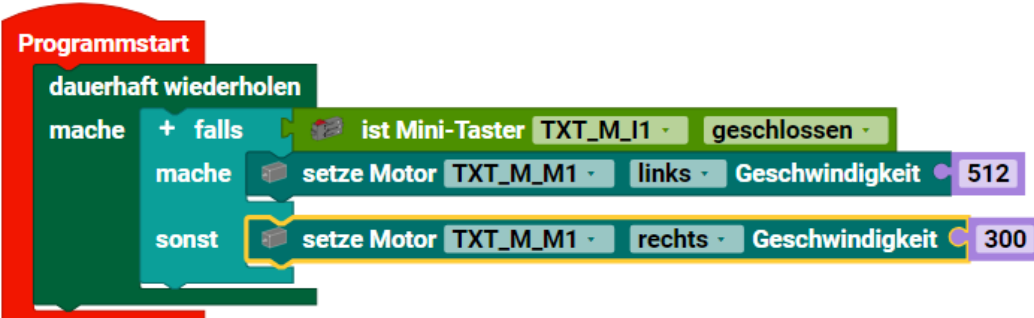 Programmstart
dauerhaft wiederholen
mache + falls ist Mini-Taster TXT_M_I1 geschlossen
mache setze Motor TXT_M_M1 links Geschwindigkeit 512
sonst setze Motor TXT_M_M1 rechts Geschwindigkeit 300